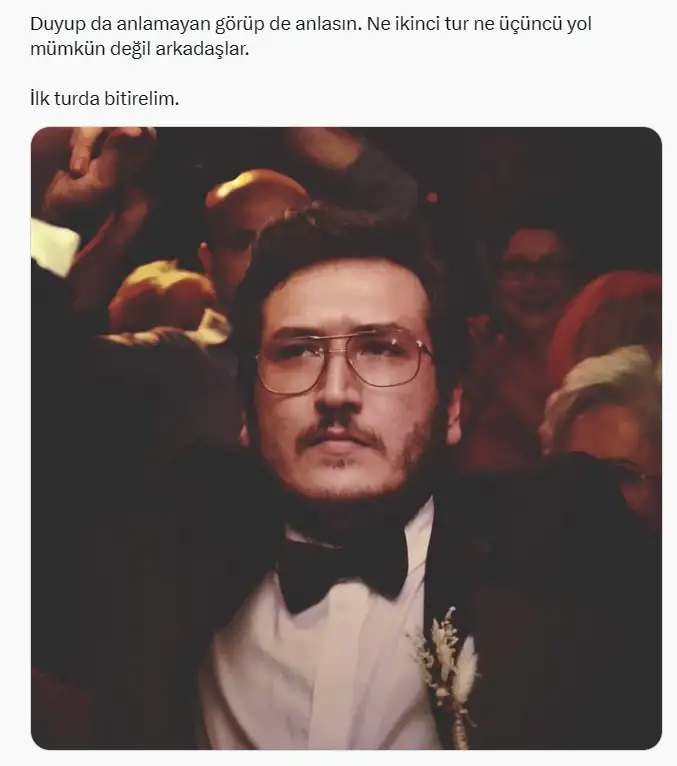 Duyup da anlamayan görüp de anlasın. Ne ikinci tur ne üçüncü yol
mümkün değil arkadaşlar.
İlk turda bitirelim.